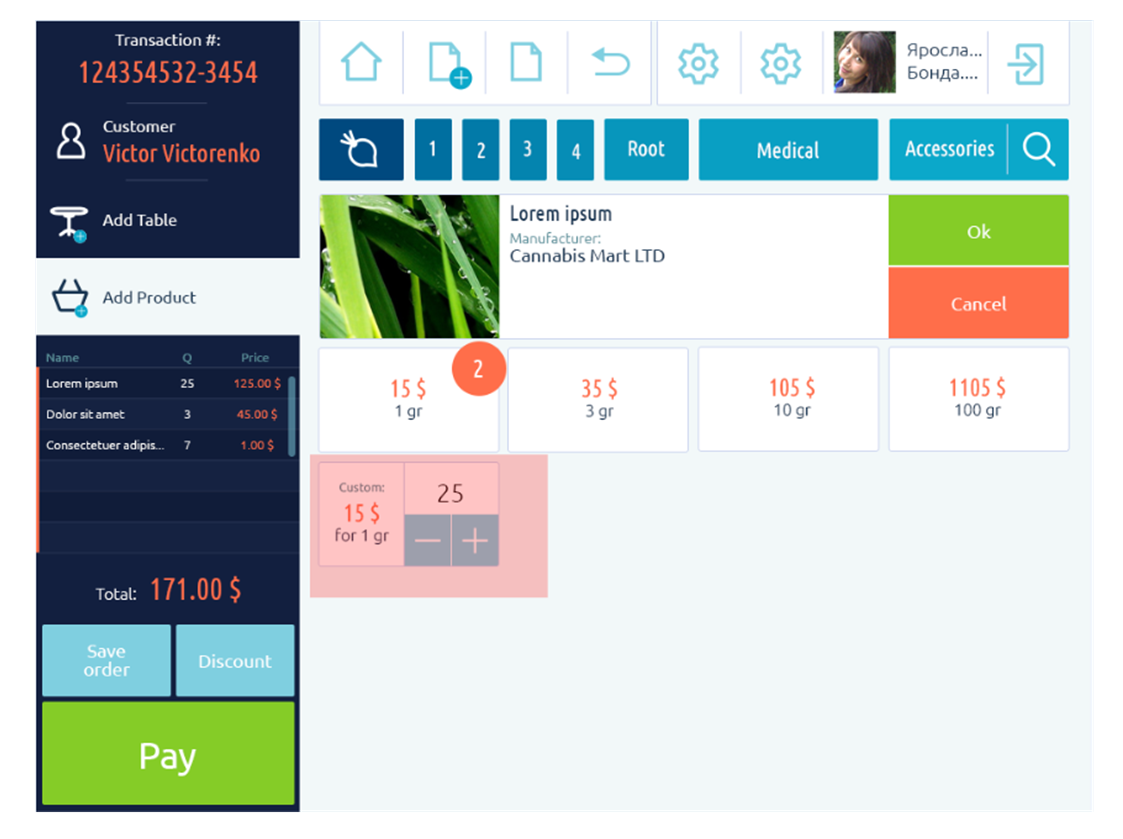 Transaction #:
124354532-3454
Customer
Victor Victorenko
Add Table
Add Product
Name Q Price
Lorem ipsum 25 125.00 $
Dolor sit amet 3 45.00 $
Consectetuer adipis... 7 1.00 $
Total: 171.00 $
Save
order
Discount
Pay
Яросла...
Бонда....
1 2 3 4 Root Medical Accessories
Lorem ipsum
Manufacturer:
Cannabis Mart LTD
Ok
Cancel
2
15 $
1 gr
35 $
3 gr
105 $
10 gr
1105 $
100 gr
Custom:
15 $
for 1 gr
25